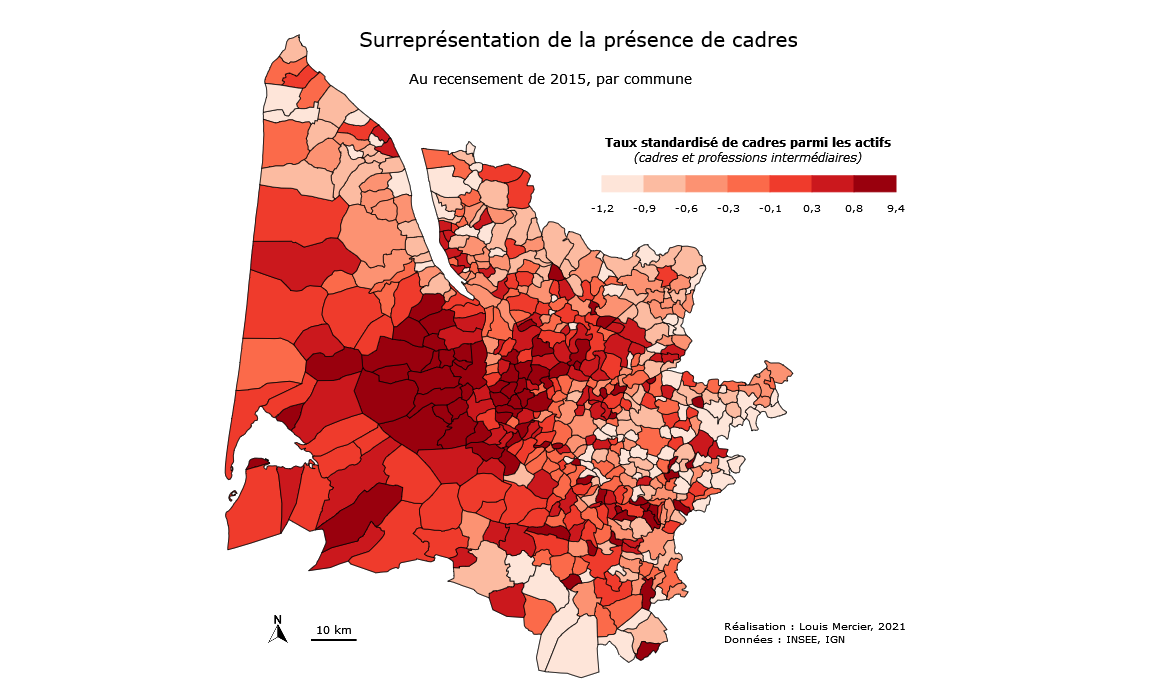 Surreprésentation de la présence de cadres
Au recensement de 2015, par commune
Taux standardisé de cadres parmi les actifs
(cadres et professions intermédiaires)
-1,2 -0,9 -0,6 -0,3 -0,1 0,3 0,8 9,4
N
10 km
Réalisation : Louis Mercier, 2021
Données : INSEE, IGN